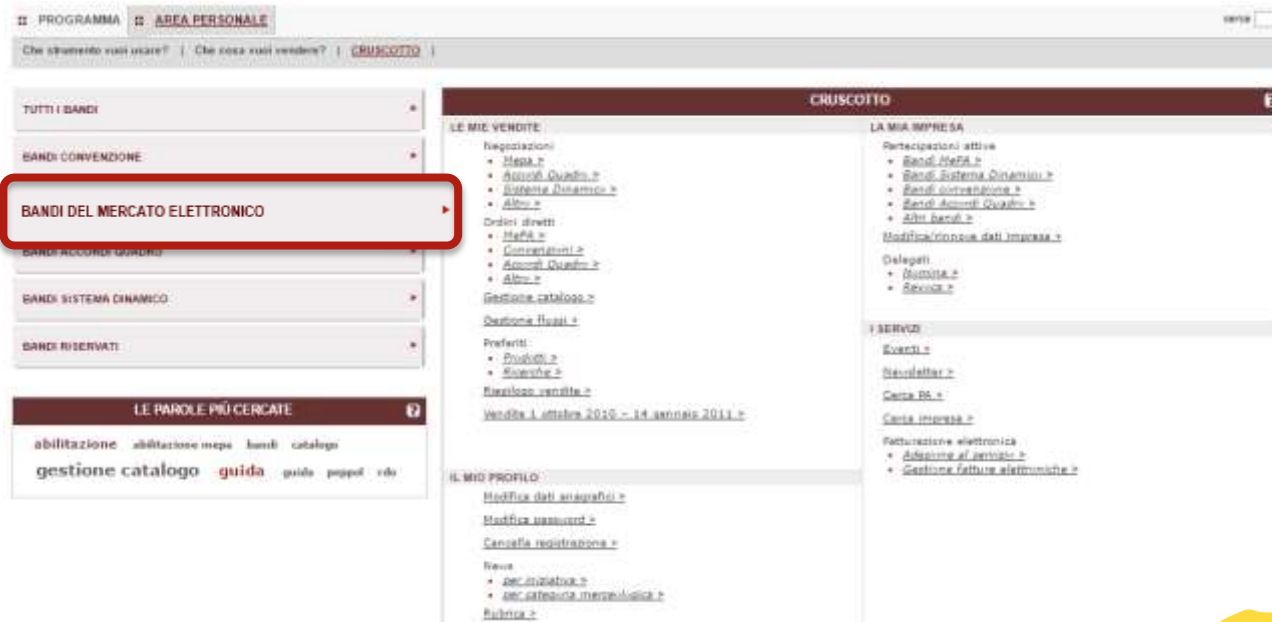 PROGRAMMA AREA PERSONALE
cerca
Che strumento vuoi usare? | Che cosa vuoi vendere? | CRUSCOTTO |
TUTTI I BANDI
BANDI CONVENZIONE
BANDI DEL MERCATO ELETTRONICO
BANDI ACCORDI QUADRO
BANDI SISTEMA DINAMICO
BANDI RISERVATI
LE PAROLE PIÙ CERCATE
abilitazione abilitazione mepa bandi catalogo
gestione catalogo guida guida peppol rdo
CRUSCOTTO
LE MIE VENDITE
Negoziazioni
Mepa >
Accordi Quadro >
Sistema Dinamico >
Altro >
Ordini diretti
MePA >
Convenzioni >
Accordi Quadro >
Altro >
Gestione catalogo >
Gestione flussi >
Preferiti
Prodotti >
Ricerche >
Riepilogo vendite >
Vendite 1 ottobre 2010 - 14 gennaio 2011 >
IL MIO PROFILO
Modifica dati anagrafici >
Modifica password >
Cancella registrazione >
News
per iniziativa >
per categoria merceologica >
Rubrica >
LA MIA IMPRESA
Partecipazioni attive
Bandi MePA >
Bandi Sistema Dinamico >
Bandi convenzione >
Bandi Accordi Quadro >
Altri bandi >
Modifica/rinnova dati impresa >
Delegati
Nomina >
Revoca >
I SERVIZI
Eventi >
Newsletter >
Cerca PA >
Cerca impresa >
Fatturazione elettronica
Adesione al servizio >
Gestione fatture elettroniche >